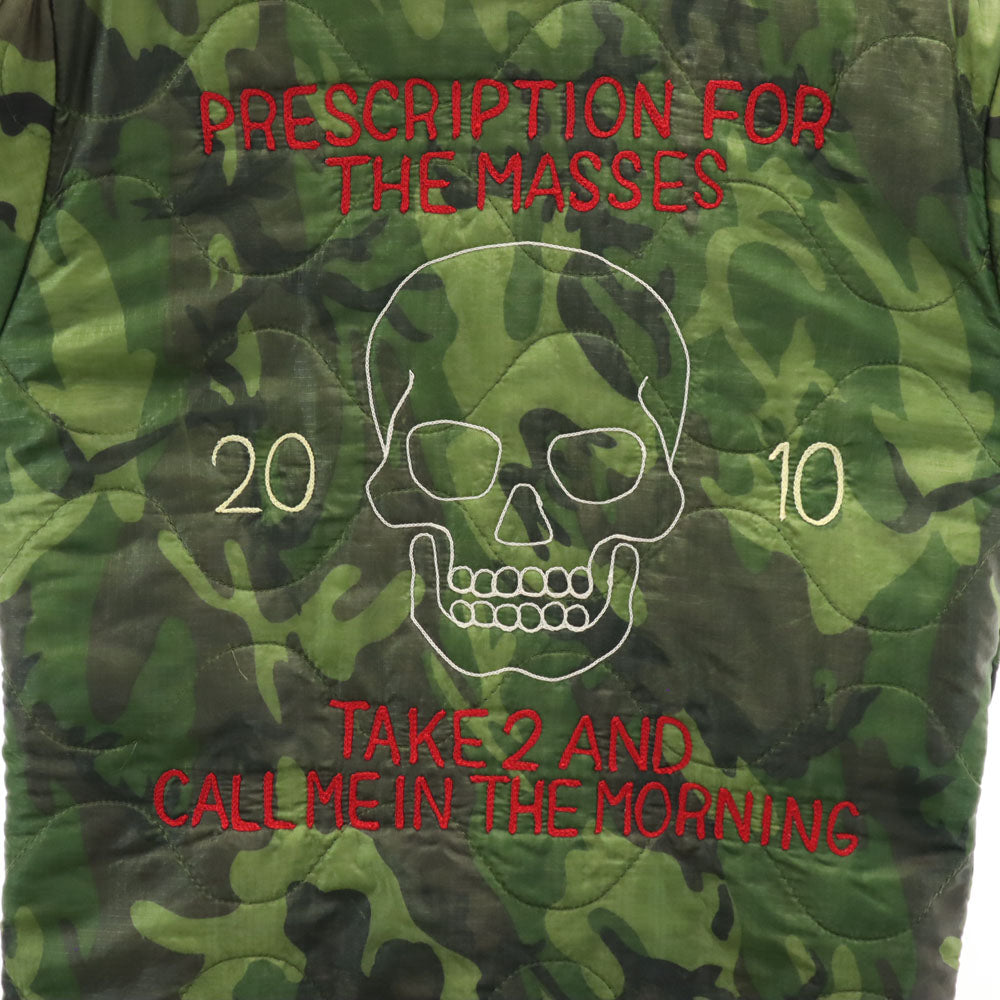 PRESCRIPTION FOR
THE MASSES
20 10
TAKE 2 AND
CALL ME IN THE MORNING